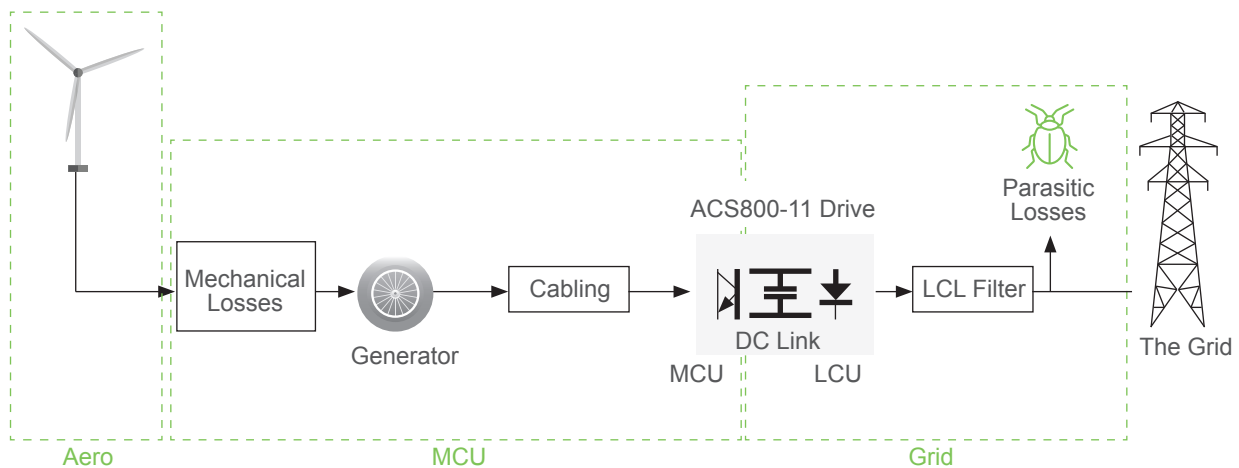 Parasitic
Losses
ACS800-11 Drive
Mechanical
Losses
Generator
Cabling
DC Link
MCU
LCU
LCL Filter
The Grid
Aero
MCU
Grid